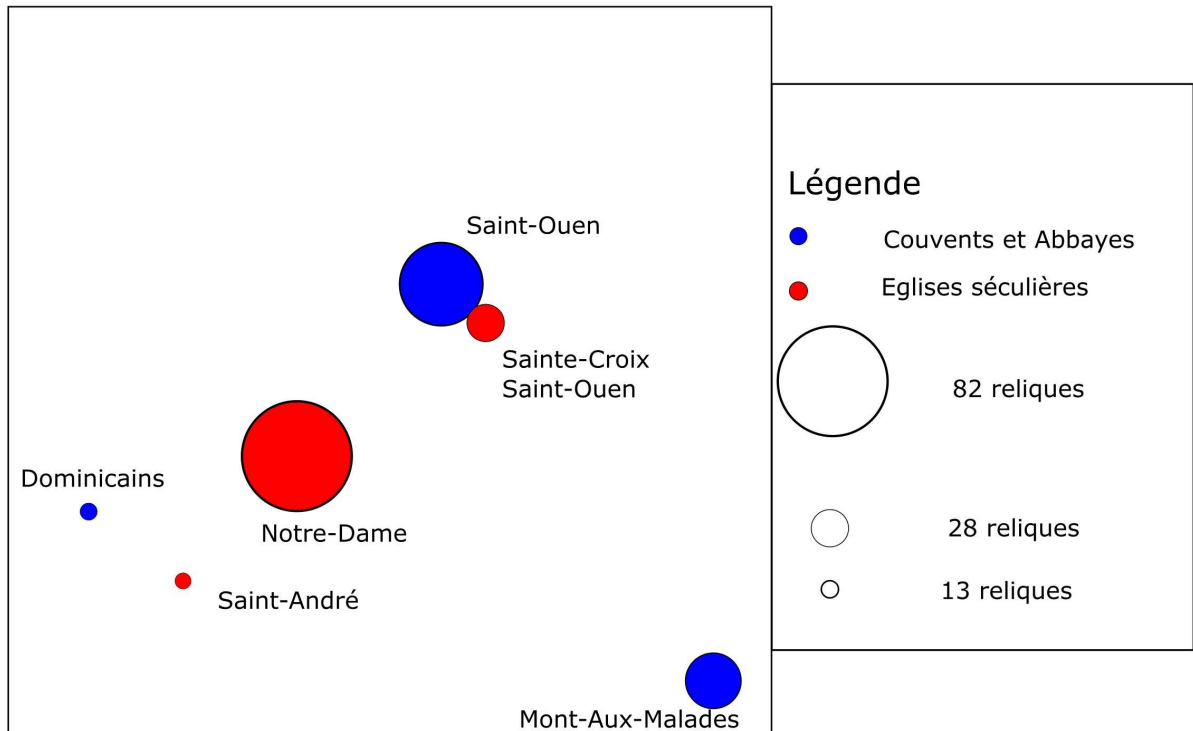 Saint-Ouen
Sainte-Croix
Saint-Ouen
Dominicains
Notre-Dame
Saint-André
Mont-Aux-Malades
Légende
Couvents et Abbayes
Eglises séculières
82 reliques
28 reliques
13 reliques